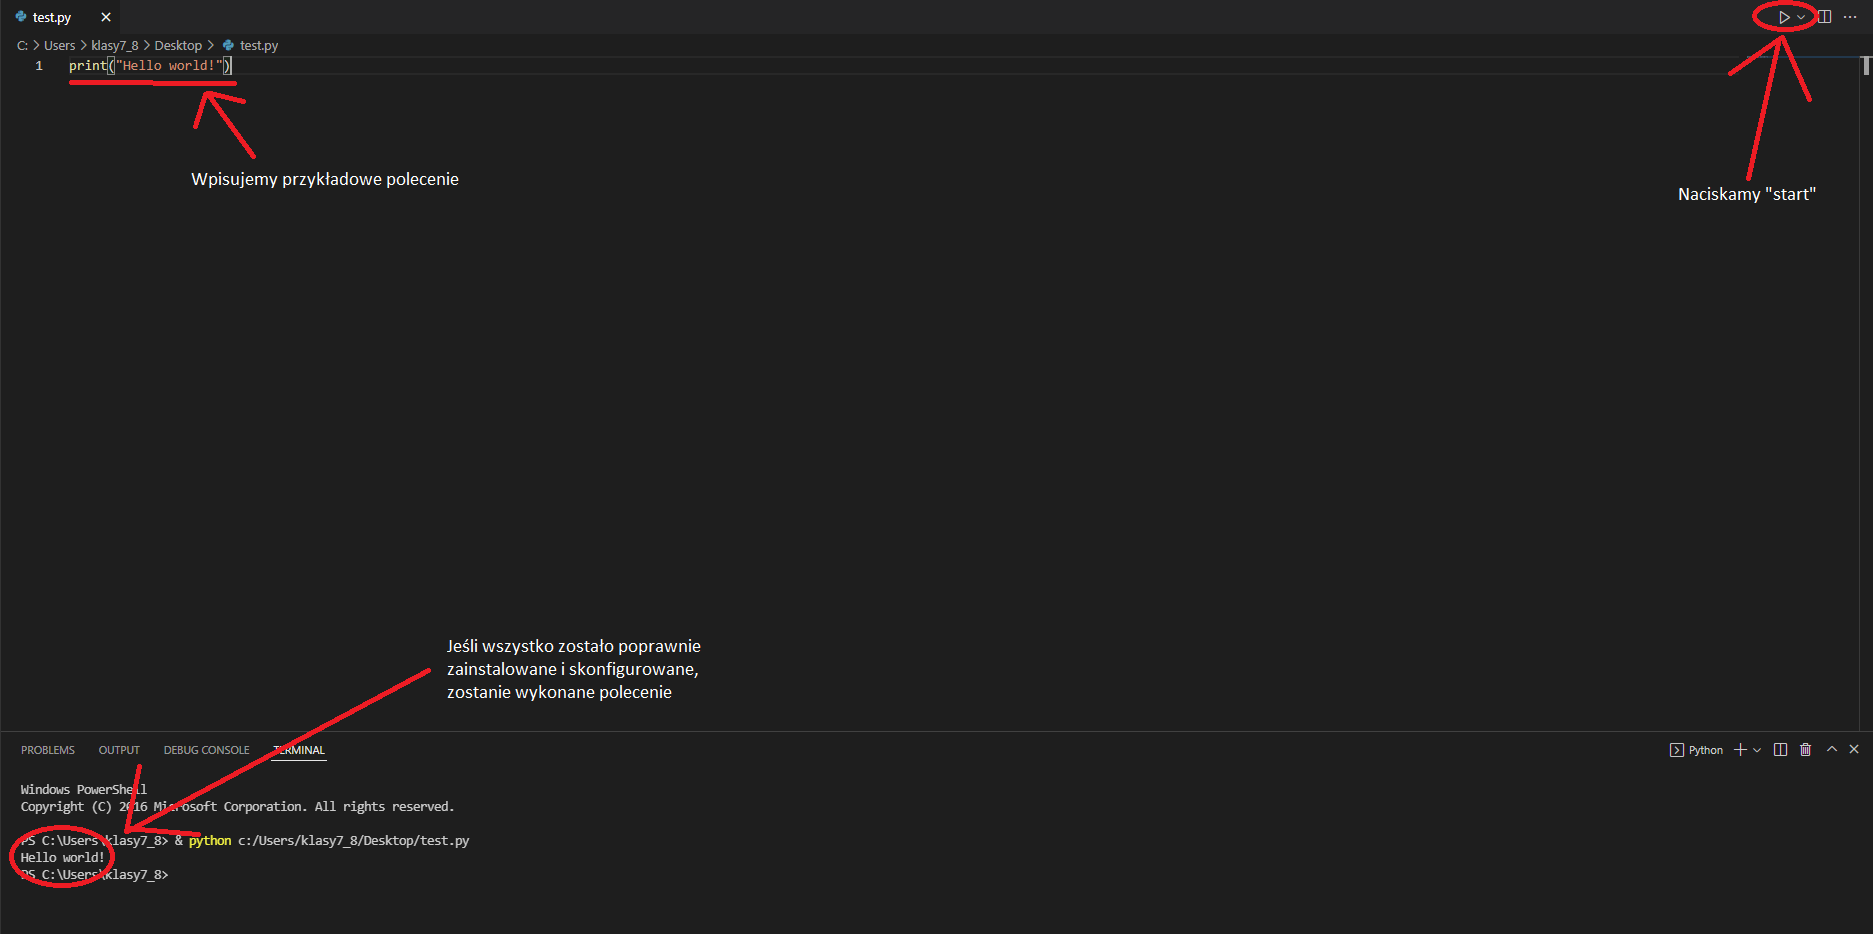 test.py
C: > Users > klasy7_8 > Desktop > test.py
1 print("Hello world!")
Wpisujemy przykładowe polecenie
Naciskamy "start"
Jeśli wszystko zostało poprawnie
zainstalowane i skonfigurowane,
zostanie wykonane polecenie
PROBLEMS OUTPUT DEBUG CONSOLE TERMINAL
Python
Windows PowerShell
Copyright (C) 2016 Microsoft Corporation. All rights reserved.
PS C:\Users\klasy7_8> & python c:/Users/klasy7_8/Desktop/test.py
Hello world!
PS C:\Users\klasy7_8>